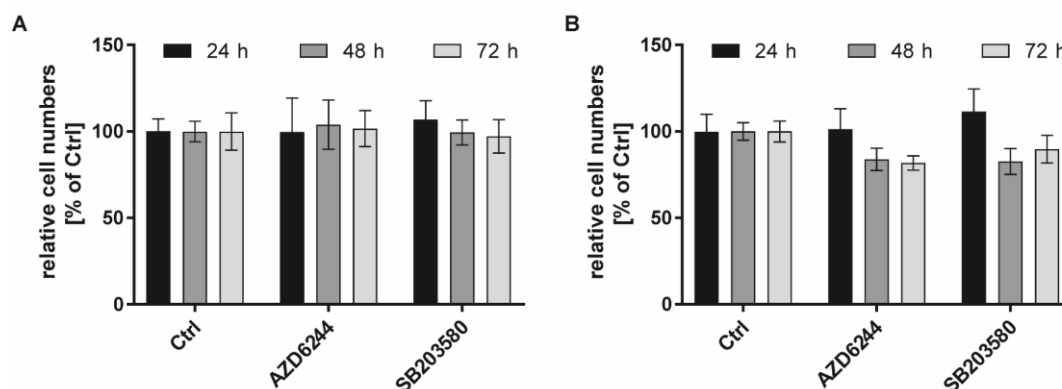 A
relative cell numbers
[% of Ctrl]
150
100
50
0
24 h 48 h 72 h
Ctrl
AZD6244
SB203580
B
relative cell numbers
[% of Ctrl]
150
100
50
0
24 h 48 h 72 h
Ctrl
AZD6244
SB203580